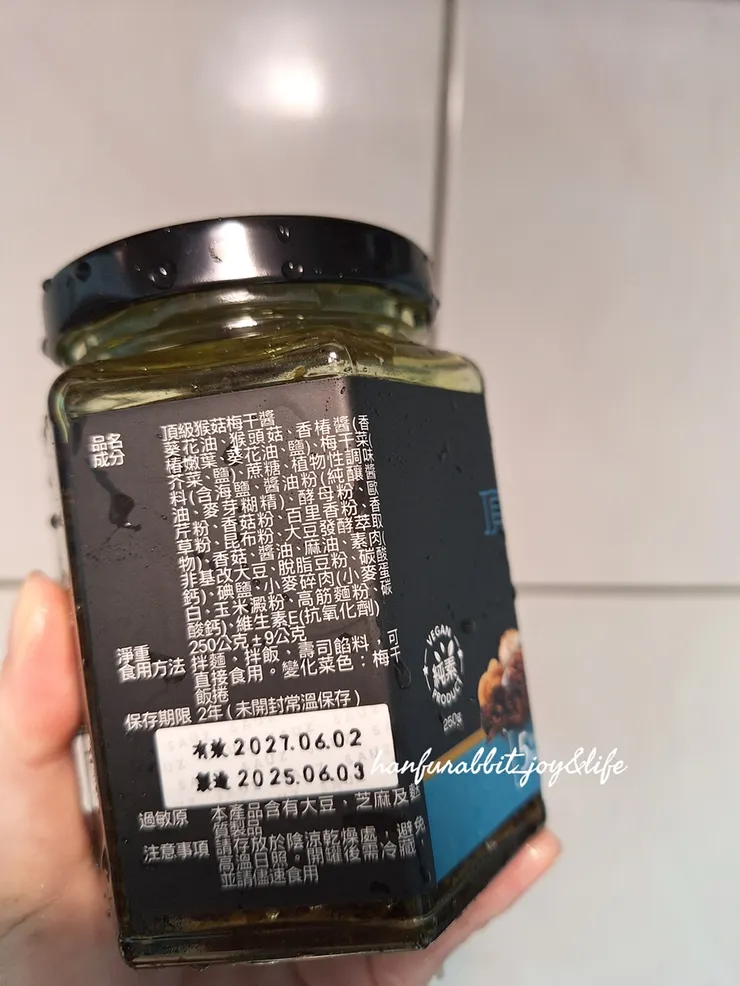 品名 頂級猴菇梅干醬
成分 葵花油、猴頭菇、香椿醬(香
椿嫩葉、葵花油、鹽)、梅干菜(
芥菜、鹽)、蔗糖、植物性調味
料(含海鹽、醬油粉(純釀醬
油、麥芽糊精)、酵母粉、歐
芹粉、香菇粉、百里香粉、香
草粉、昆布粉、大豆發酵萃取
物)、香菇、醬油、麻油、素肉(
非基改大豆、脫脂豆粉、碳酸
鈣)、碘鹽、小麥碎肉(小麥蛋
白、玉米澱粉、高筋麵粉、碳
酸鈣)、維生素E(抗氧化劑)
淨重 250公克±9公克
食用方法 拌麵、拌飯、壽司餡料，可
直接食用。變化菜色：梅干
飯捲
保存期限 2年(未開封常溫保存)
有效 2027.06.02
製造 2025.06.03
過敏原 本產品含有大豆、芝麻及麩
質製品
注意事項 請存放於陰涼乾燥處，避免
高溫日照。開罐後需冷藏，
並請儘速食用
頂
VEGAN
純素
PRODUCT
250g
hanfurabbit_joy&life